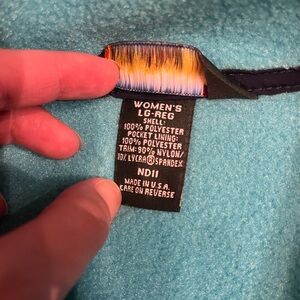 WOMEN'S
LG-REG
SHELL:
100% POLYESTER
POCKET LINING:
100% POLYESTER
TRIM: 90% NYLON/
10/ LYCRA® SPANDEX
ND11
MADE IN U.S.A.
CARE ON REVERSE